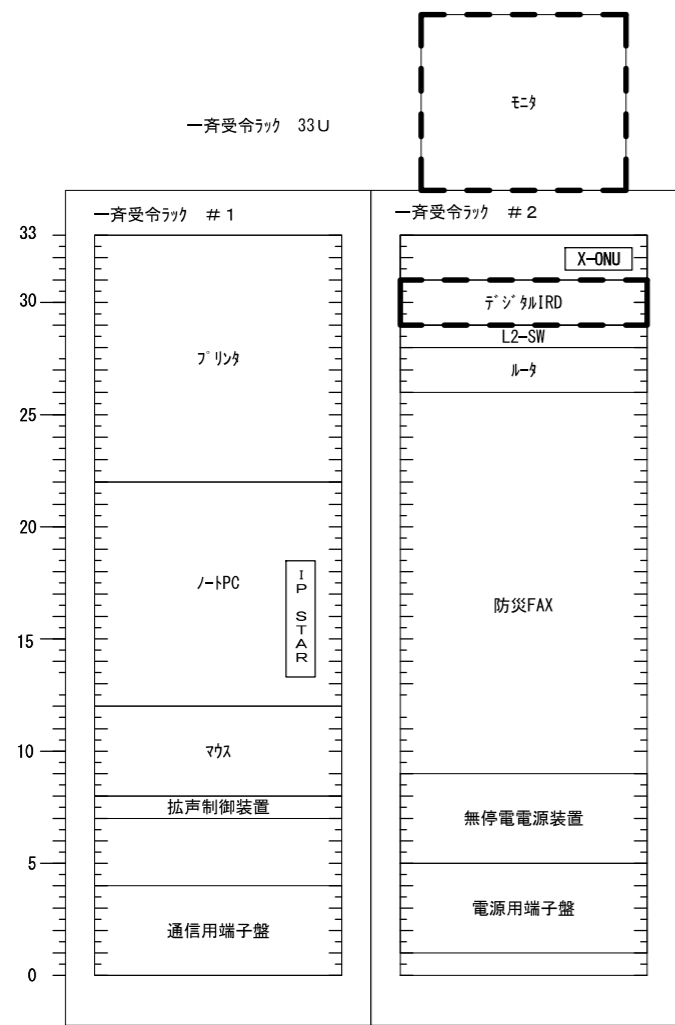 モニタ
一斉受令ラック 33U
一斉受令ラック #1
一斉受令ラック #2
33
30
25
20
15
10
5
0
プリンタ
ノートPC
IP STAR
マウス
拡声制御装置
通信用端子盤
X-ONU
デジタルIRD
L2-SW
ルータ
防災FAX
無停電電源装置
電源用端子盤